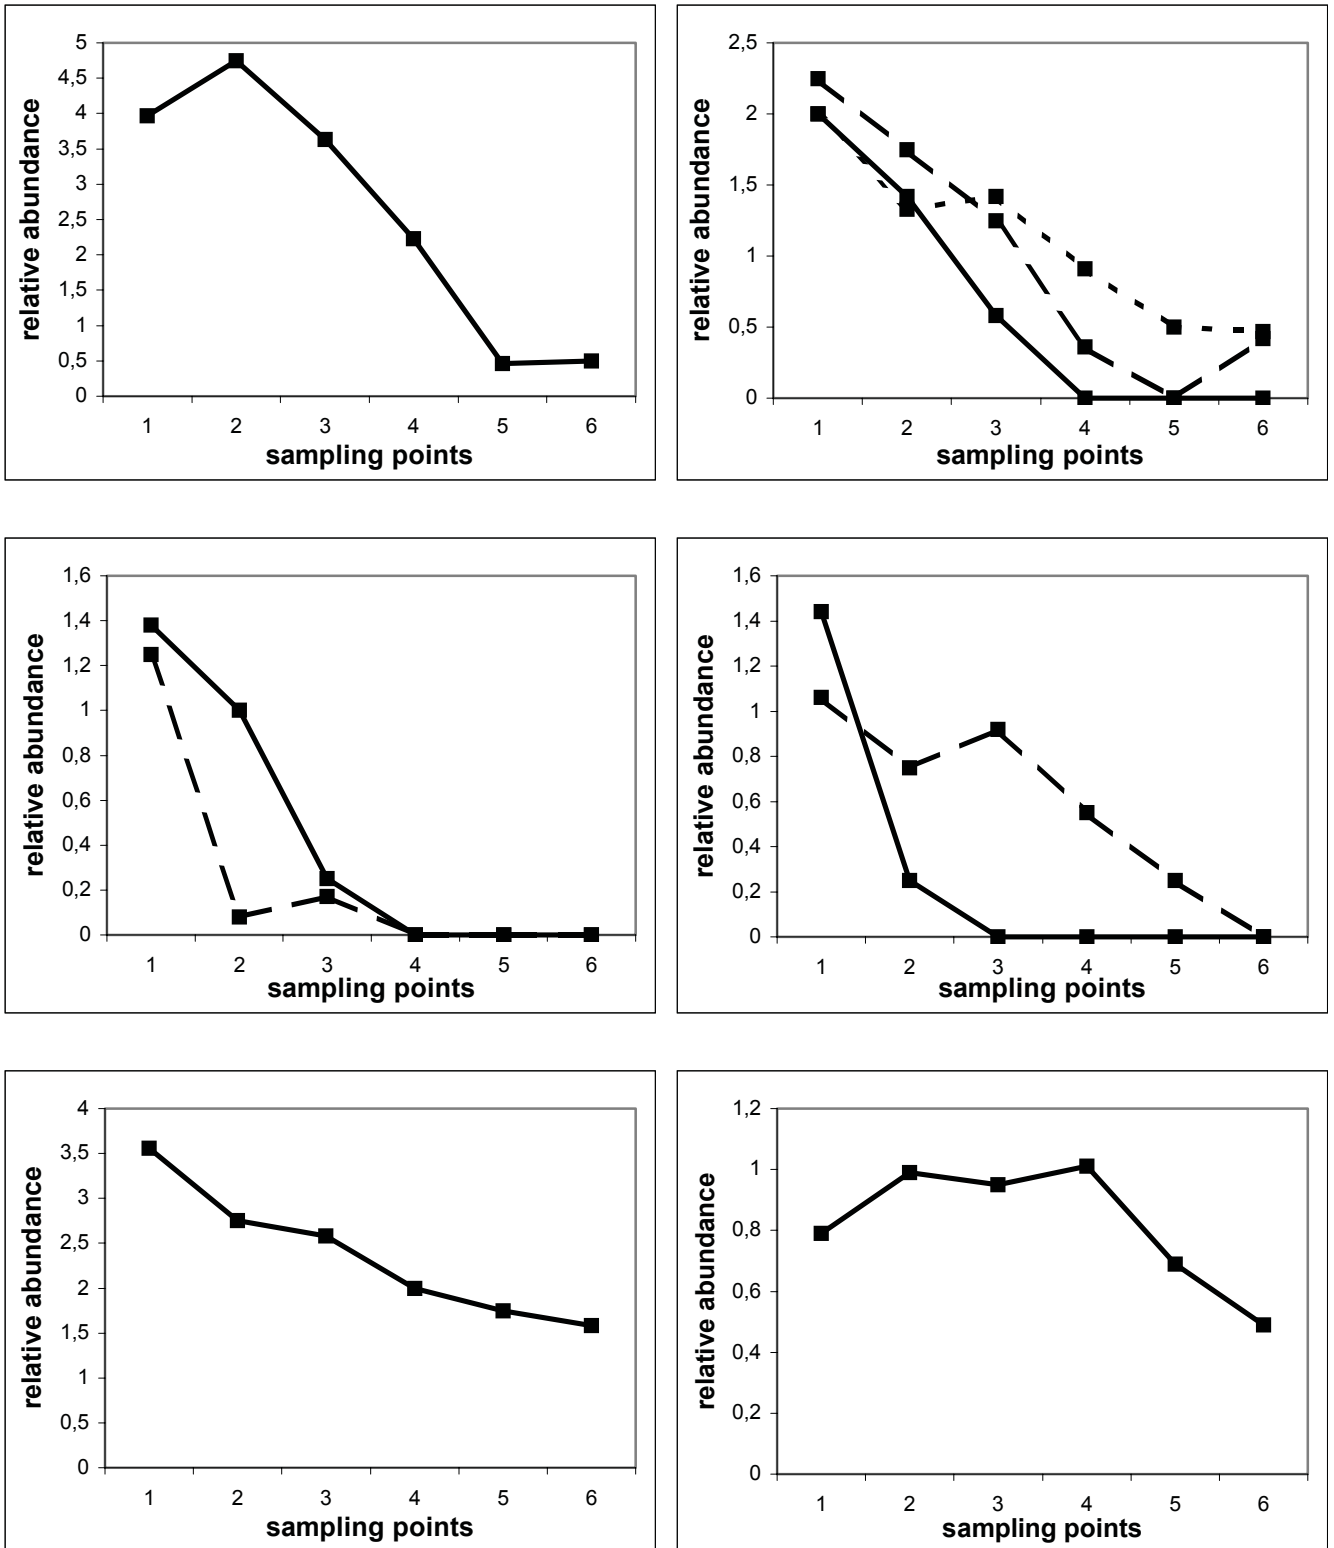 5
4,5
4
3,5
3
2,5
2
1,5
1
0,5
0
relative abundance
1 2 3 4 5 6
sampling points
2,5
2
1,5
1
0,5
0
relative abundance
1 2 3 4 5 6
sampling points
1,6
1,4
1,2
1
0,8
0,6
0,4
0,2
0
relative abundance
1 2 3 4 5 6
sampling points
1,6
1,4
1,2
1
0,8
0,6
0,4
0,2
0
relative abundance
1 2 3 4 5 6
sampling points
4
3,5
3
2,5
2
1,5
1
0,5
0
relative abundance
1 2 3 4 5 6
sampling points
1,2
1
0,8
0,6
0,4
0,2
0
relative abundance
1 2 3 4 5 6
sampling points